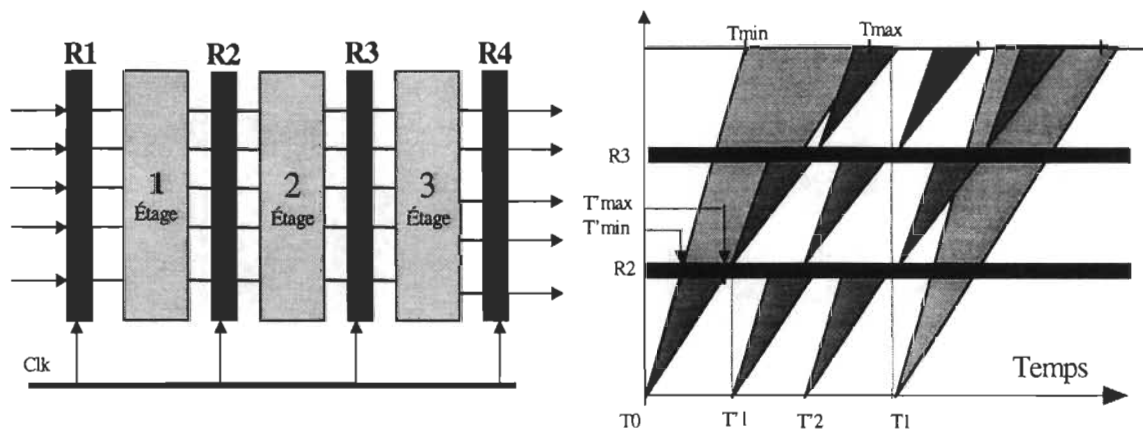 R1 R2 R3 R4
1
Étage
2
Étage
3
Étage
Clk
Tmin Tmax
R3
T'max
T'min
R2
Temps
T0 T'1 T'2 T1